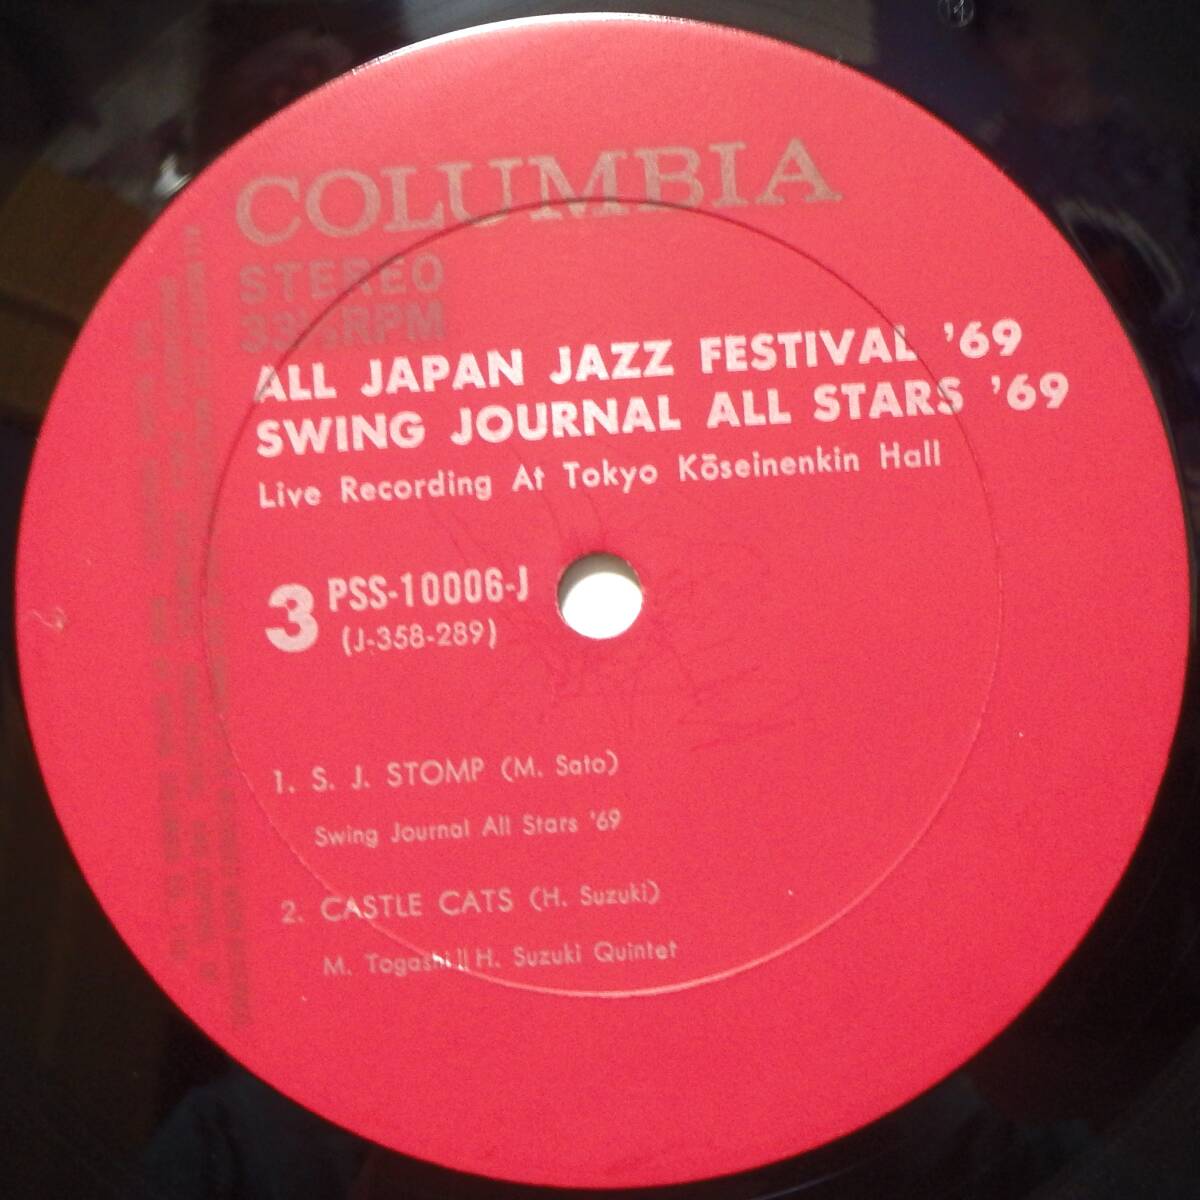 COLUMBIA
STEREO
33⅓RPM
ALL JAPAN JAZZ FESTIVAL '69
SWING JOURNAL ALL STARS '69
Live Recording At Tokyo Kōseinenkin Hall
3 PSS-10006-J
(J-358-289)
1. S. J. STOMP (M. Sato)
Swing Journal All Stars '69
2. CASTLE CATS (H. Suzuki)
M. Togashi || H. Suzuki Quintet